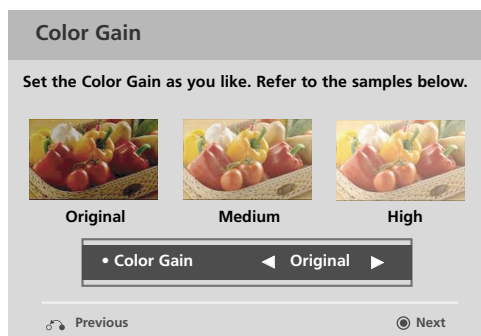 Color Gain
Set the Color Gain as you like. Refer to the samples below.
Original Medium High
• Color Gain ◀ Original ▶
Previous Next